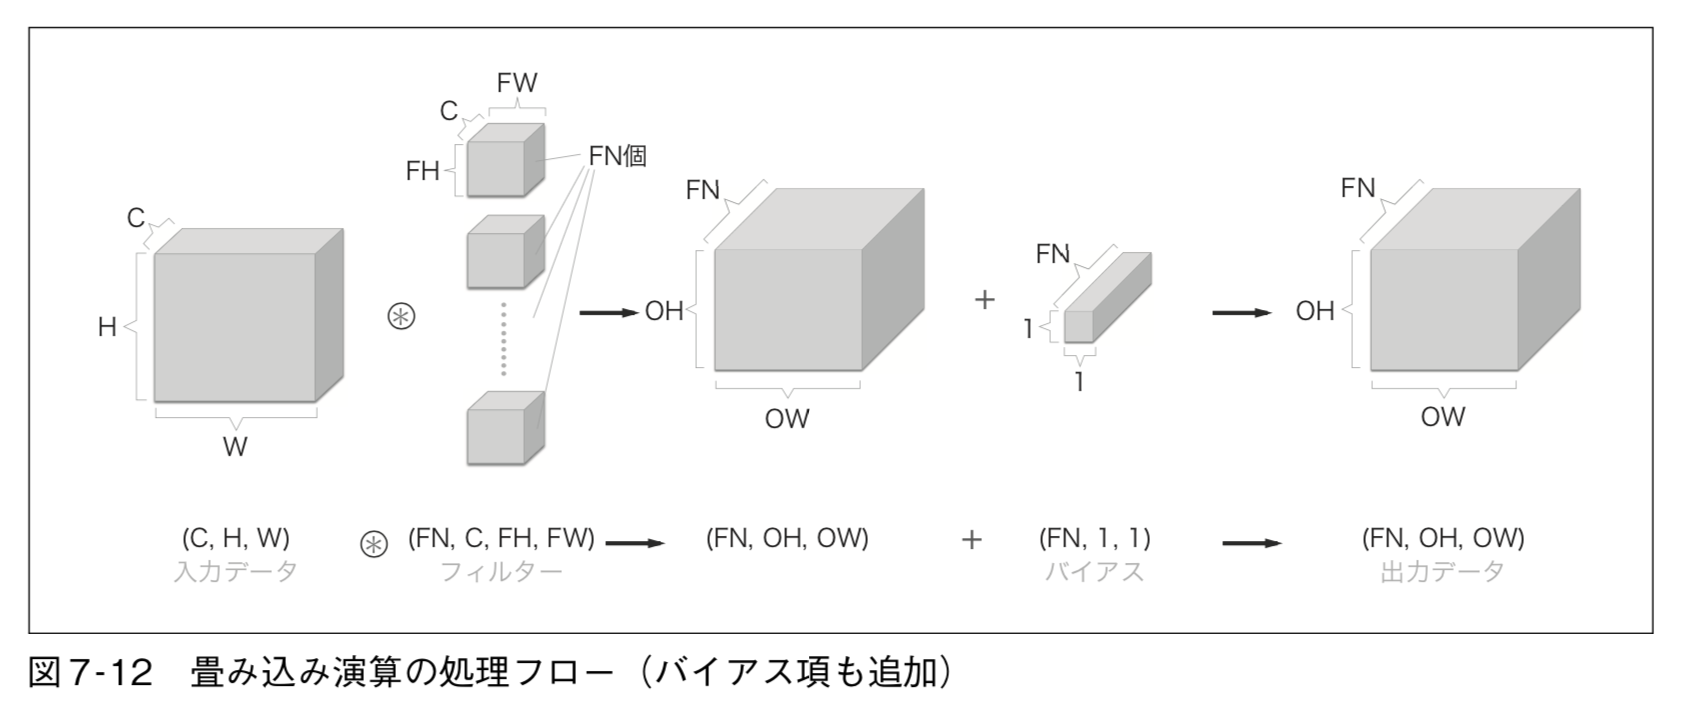 FW
C
FH
FN個
C
H
W
⊛
FN
OH
OW
+
FN
1
1
FN
OH
OW
(C, H, W) ⊛ (FN, C, FH, FW) → (FN, OH, OW) + (FN, 1, 1) → (FN, OH, OW)
入力データ フィルター バイアス 出力データ
図7-12 畳み込み演算の処理フロー（バイアス項も追加）